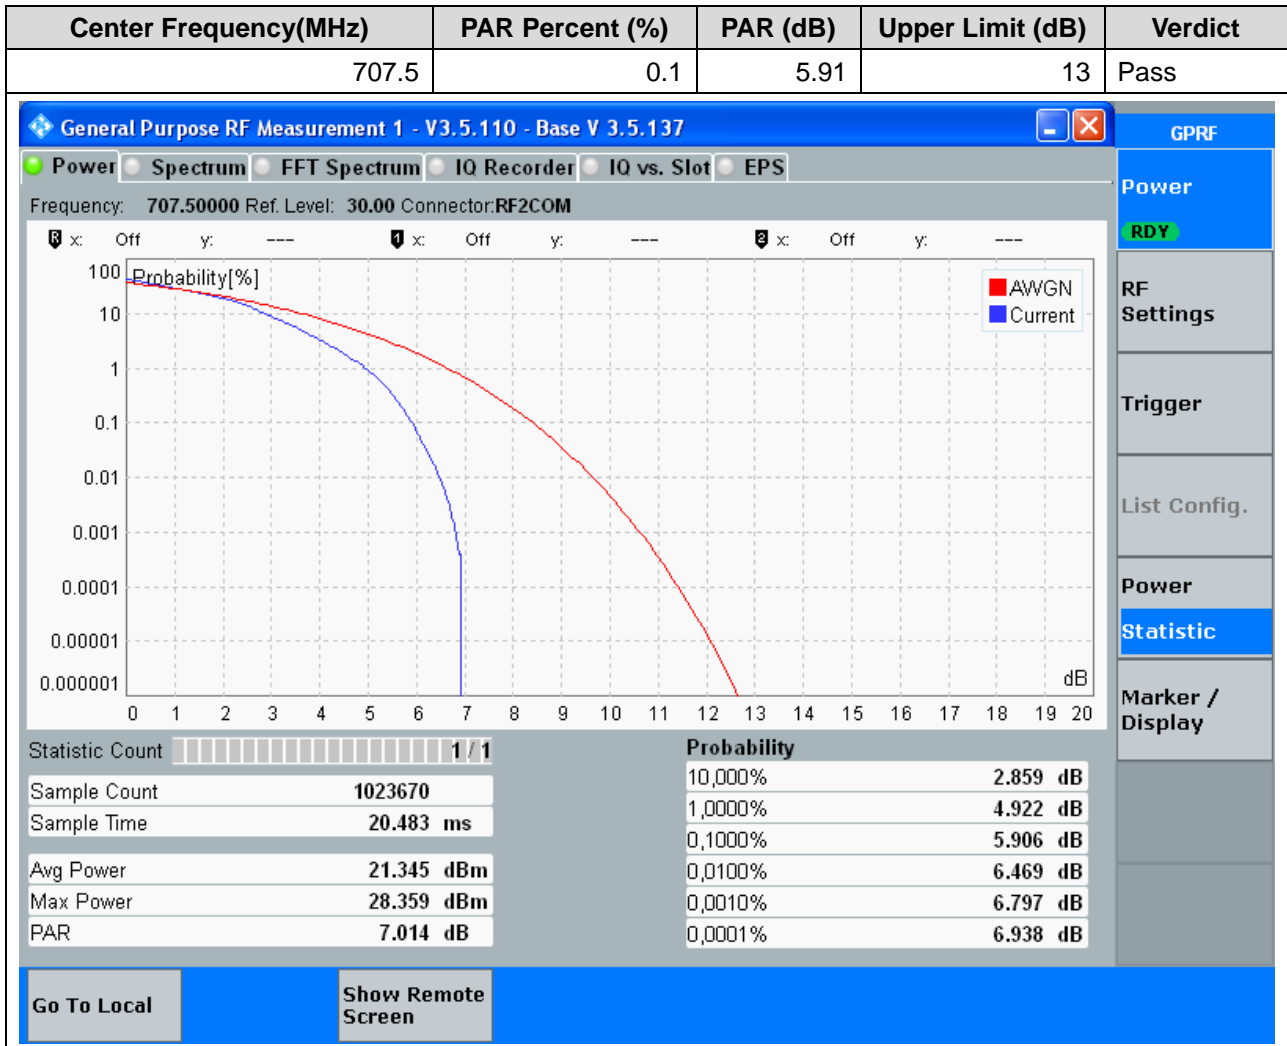 Center Frequency(MHz) PAR Percent (%) PAR (dB) Upper Limit (dB) Verdict
707.5 0.1 5.91 13 Pass
General Purpose RF Measurement 1 - V3.5.110 - Base V 3.5.137
GPRF
Power Spectrum FFT Spectrum IQ Recorder IQ vs. Slot EPS
Power
RDY
Frequency: 707.50000 Ref. Level: 30.00 Connector:RF2COM
R x: Off y: --- 1 x: Off y: --- 2 x: Off y: ---
Probability[%]
AWGN
Current
100
10
1
0.1
0.01
0.001
0.0001
0.00001
0.000001
dB
0 1 2 3 4 5 6 7 8 9 10 11 12 13 14 15 16 17 18 19 20
RF
Settings
Trigger
List Config.
Power
Statistic
Marker /
Display
Statistic Count 1 / 1
Sample Count 1023670
Sample Time 20.483 ms
Avg Power 21.345 dBm
Max Power 28.359 dBm
PAR 7.014 dB
Probability
10,000% 2.859 dB
1,0000% 4.922 dB
0,1000% 5.906 dB
0,0100% 6.469 dB
0,0010% 6.797 dB
0,0001% 6.938 dB
Go To Local
Show Remote
Screen